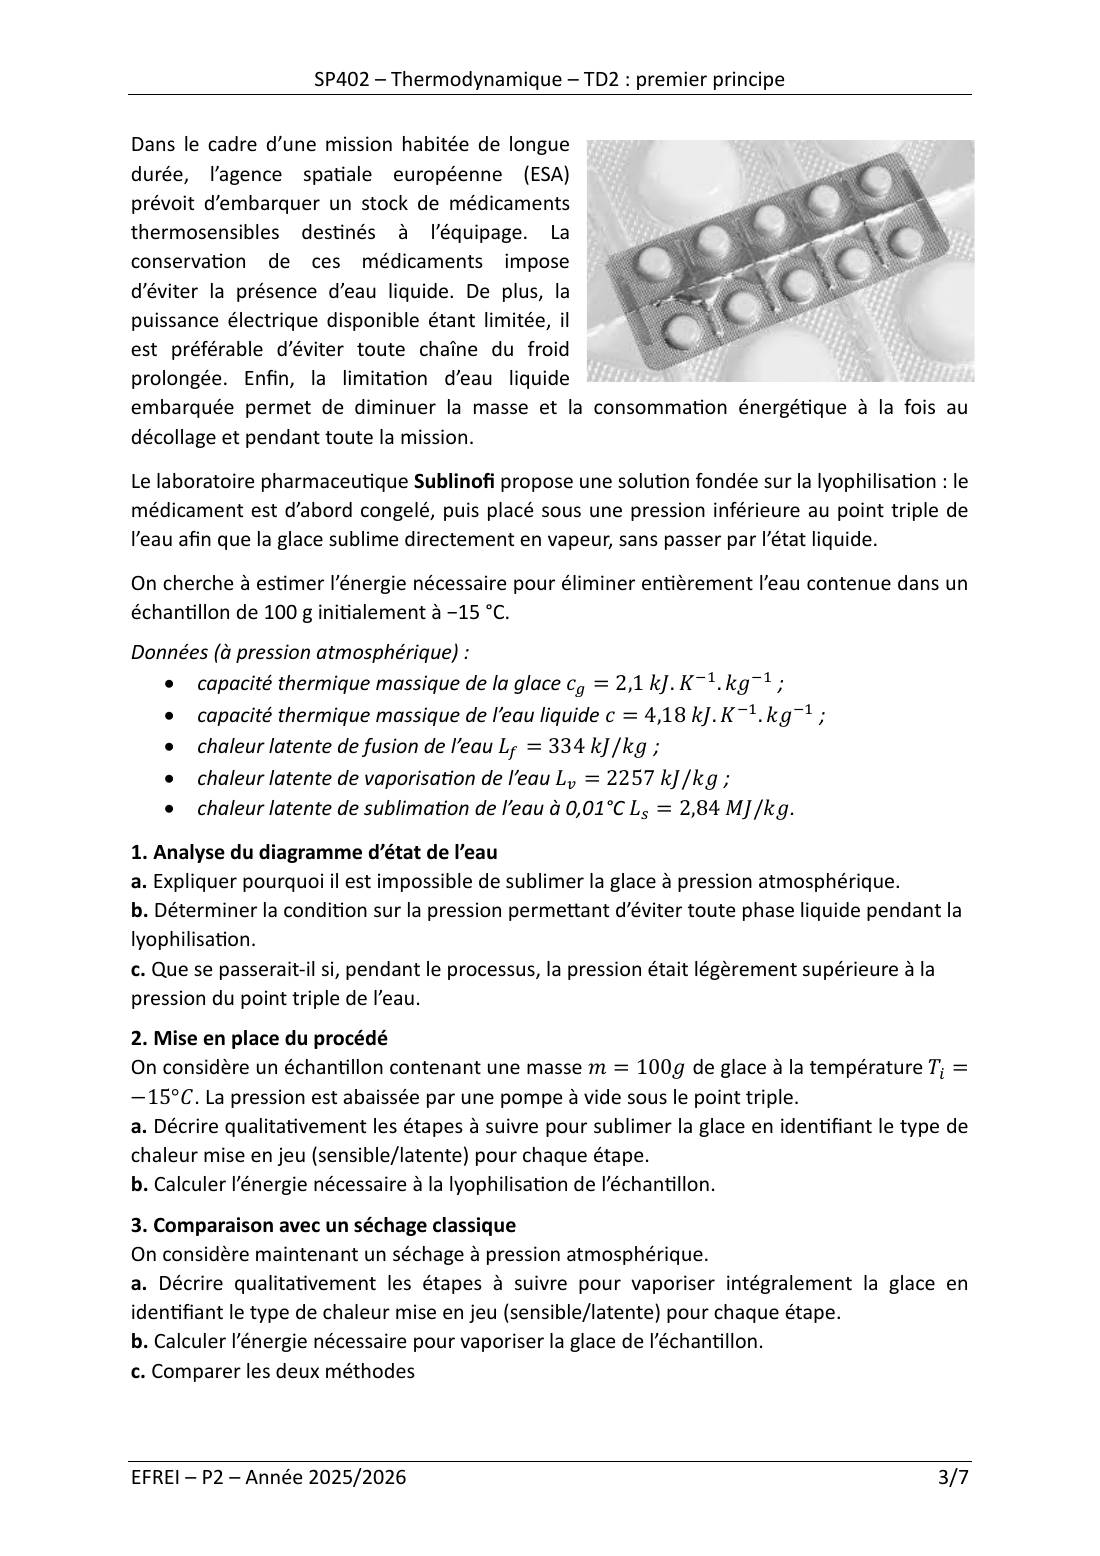 SP402 – Thermodynamique – TD2 : premier principe
Dans le cadre d’une mission habitée de longue
durée, l’agence spatiale européenne (ESA)
prévoit d’embarquer un stock de médicaments
thermosensibles destinés à l’équipage. La
conservation de ces médicaments impose
d’éviter la présence d’eau liquide. De plus, la
puissance électrique disponible étant limitée, il
est préférable d’éviter toute chaîne du froid
prolongée. Enfin, la limitation d’eau liquide
embarquée permet de diminuer la masse et la consommation énergétique à la fois au
décollage et pendant toute la mission.
Le laboratoire pharmaceutique Sublinofi propose une solution fondée sur la lyophilisation : le
médicament est d’abord congelé, puis placé sous une pression inférieure au point triple de
l’eau afin que la glace sublime directement en vapeur, sans passer par l’état liquide.
On cherche à estimer l’énergie nécessaire pour éliminer entièrement l’eau contenue dans un
échantillon de 100 g initialement à −15 °C.
Données (à pression atmosphérique) :
• capacité thermique massique de la glace c_g = 2,1 kJ. K⁻¹. kg⁻¹ ;
• capacité thermique massique de l’eau liquide c = 4,18 kJ. K⁻¹. kg⁻¹ ;
• chaleur latente de fusion de l’eau L_f = 334 kJ/kg ;
• chaleur latente de vaporisation de l’eau L_v = 2257 kJ/kg ;
• chaleur latente de sublimation de l’eau à 0,01°C L_s = 2,84 MJ/kg.
1. Analyse du diagramme d’état de l’eau
a. Expliquer pourquoi il est impossible de sublimer la glace à pression atmosphérique.
b. Déterminer la condition sur la pression permettant d’éviter toute phase liquide pendant la
lyophilisation.
c. Que se passerait-il si, pendant le processus, la pression était légèrement supérieure à la
pression du point triple de l’eau.
2. Mise en place du procédé
On considère un échantillon contenant une masse m = 100g de glace à la température T_i =
−15°C. La pression est abaissée par une pompe à vide sous le point triple.
a. Décrire qualitativement les étapes à suivre pour sublimer la glace en identifiant le type de
chaleur mise en jeu (sensible/latente) pour chaque étape.
b. Calculer l’énergie nécessaire à la lyophilisation de l’échantillon.
3. Comparaison avec un séchage classique
On considère maintenant un séchage à pression atmosphérique.
a. Décrire qualitativement les étapes à suivre pour vaporiser intégralement la glace en
identifiant le type de chaleur mise en jeu (sensible/latente) pour chaque étape.
b. Calculer l’énergie nécessaire pour vaporiser la glace de l’échantillon.
c. Comparer les deux méthodes
EFREI – P2 – Année 2025/2026 3/7